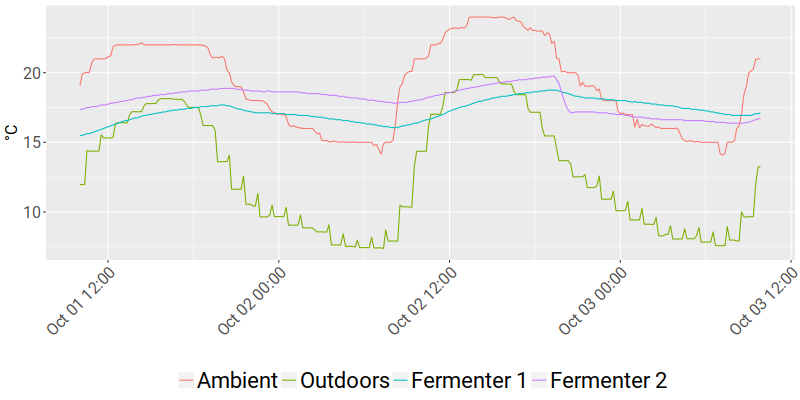 °C
20
15
10
Oct 01 12:00
Oct 02 00:00
Oct 02 12:00
Oct 03 00:00
Oct 03 12:00
Ambient Outdoors Fermenter 1 Fermenter 2